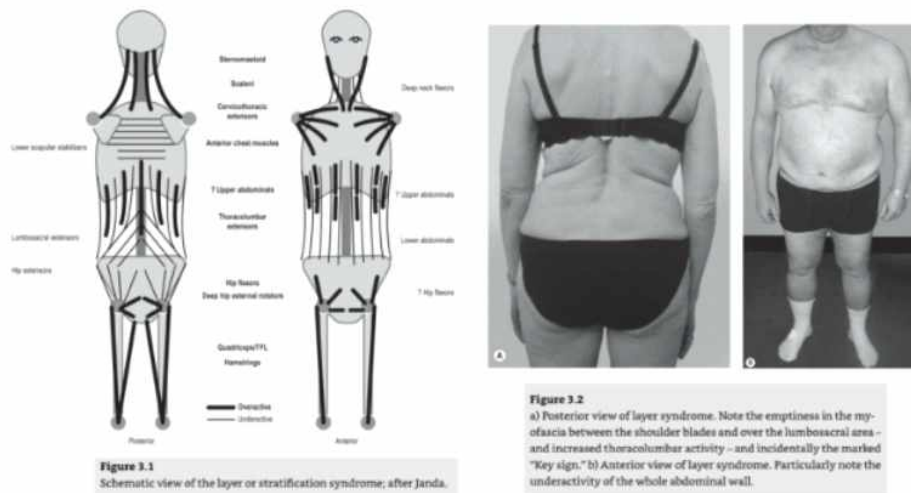 Sternomastoid
Scaleni
Cervicothoracic
extensors
Anterior chest muscles
? Upper abdominals
Thoracolumbar
extensors
Hip flexors
Deep hip external rotators
Quadriceps/TFL
Hamstrings
Overactive
Underactive
Lower scapular stabilizers
Lumbosacral extensors
Hip extensors
Deep neck flexors
? Upper abdominals
Lower abdominals
? Hip flexors
Posterior
Anterior
Figure 3.1
Schematic view of the layer or stratification syndrome; after Janda.
A
B
Figure 3.2
a) Posterior view of layer syndrome. Note the emptiness in the my-
ofascia between the shoulder blades and over the lumbosacral area –
and increased thoracolumbar activity – and incidentally the marked
"Key sign." b) Anterior view of layer syndrome. Particularly note the
underactivity of the whole abdominal wall.